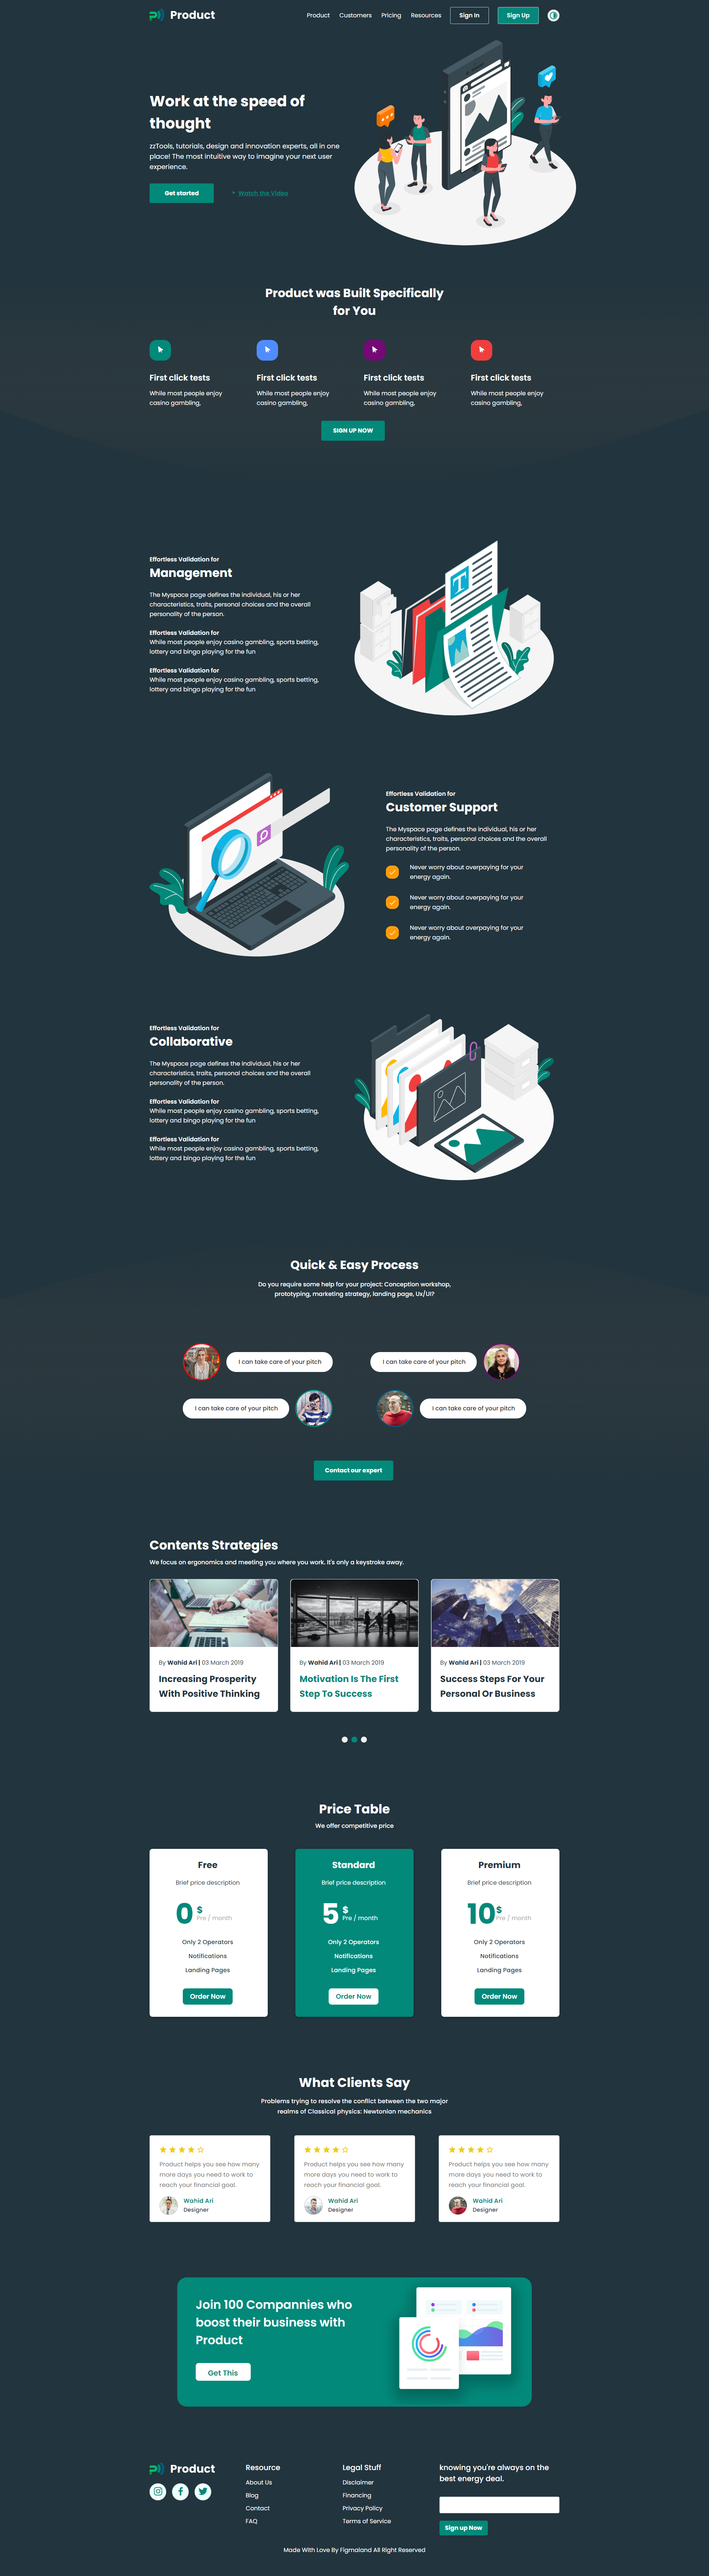 Product
Product Customers Pricing Resources Sign In Sign Up
Work at the speed of
thought
zzTools, tutorials, design and innovation experts, all in one
place! The most intuitive way to imagine your next user
experience.
Get started
Watch the Video
Product was Built Specifically
for You
First click tests
While most people enjoy
casino gambling,
First click tests
While most people enjoy
casino gambling,
First click tests
While most people enjoy
casino gambling,
First click tests
While most people enjoy
casino gambling,
SIGN UP NOW
Effortless Validation for
Management
The Myspace page defines the individual, his or her
characteristics, traits, personal choices and the overall
personality of the person.
Effortless Validation for
While most people enjoy casino gambling, sports betting,
lottery and bingo playing for the fun
Effortless Validation for
While most people enjoy casino gambling, sports betting,
lottery and bingo playing for the fun
T
Effortless Validation for
Customer Support
The Myspace page defines the individual, his or her
characteristics, traits, personal choices and the overall
personality of the person.
Never worry about overpaying for your
energy again.
Never worry about overpaying for your
energy again.
Never worry about overpaying for your
energy again.
Effortless Validation for
Collaborative
The Myspace page defines the individual, his or her
characteristics, traits, personal choices and the overall
personality of the person.
Effortless Validation for
While most people enjoy casino gambling, sports betting,
lottery and bingo playing for the fun
Effortless Validation for
While most people enjoy casino gambling, sports betting,
lottery and bingo playing for the fun
Quick & Easy Process
Do you require some help for your project: Conception workshop,
prototyping, marketing strategy, landing page, Ux/UI?
I can take care of your pitch
I can take care of your pitch
I can take care of your pitch
I can take care of your pitch
Contact our expert
Contents Strategies
We focus on ergonomics and meeting you where you work. It's only a keystroke away.
By Wahid Ari | 03 March 2019
Increasing Prosperity
With Positive Thinking
By Wahid Ari | 03 March 2019
Motivation Is The First
Step To Success
By Wahid Ari | 03 March 2019
Success Steps For Your
Personal Or Business
Price Table
We offer competitive price
Free
Brief price description
0 $
Pre / month
Only 2 Operators
Notifications
Landing Pages
Order Now
Standard
Brief price description
5 $
Pre / month
Only 2 Operators
Notifications
Landing Pages
Order Now
Premium
Brief price description
10 $
Pre / month
Only 2 Operators
Notifications
Landing Pages
Order Now
What Clients Say
Problems trying to resolve the conflict between the two major
realms of Classical physics: Newtonian mechanics
Product helps you see how many
more days you need to work to
reach your financial goal.
Wahid Ari
Designer
Product helps you see how many
more days you need to work to
reach your financial goal.
Wahid Ari
Designer
Product helps you see how many
more days you need to work to
reach your financial goal.
Wahid Ari
Designer
Join 100 Compannies who
boost their business with
Product
Get This
Product
Resource
About Us
Blog
Contact
FAQ
Legal Stuff
Disclaimer
Financing
Privacy Policy
Terms of Service
knowing you're always on the
best energy deal.
Sign up Now
Made With Love By Figmaland All Right Reserved